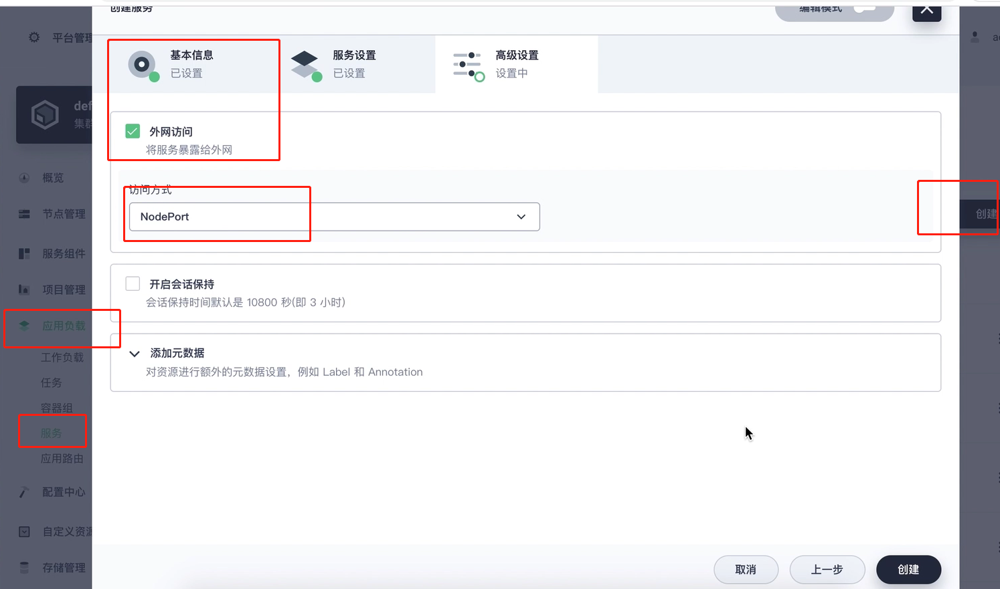 创建服务
编辑模式
平台管理
基本信息
已设置
服务设置
已设置
高级设置
设置中
def
集群
外网访问
将服务暴露给外网
概览
访问方式
NodePort
节点管理
创建
服务组件
开启会话保持
会话保持时间默认是 10800 秒(即 3 小时)
项目管理
应用负载
添加元数据
对资源进行额外的元数据设置，例如 Label 和 Annotation
工作负载
任务
容器组
服务
应用路由
配置中心
自定义资源
存储管理
取消
上一步
创建